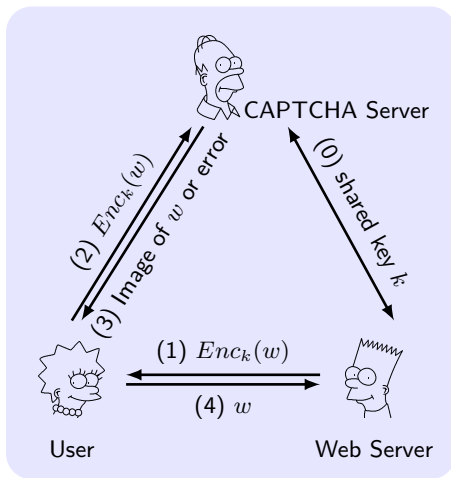 CAPTCHA Server
(0) shared key k
(2) Enc_k(w)
(3) Image of w or error
(1) Enc_k(w)
(4) w
User
Web Server